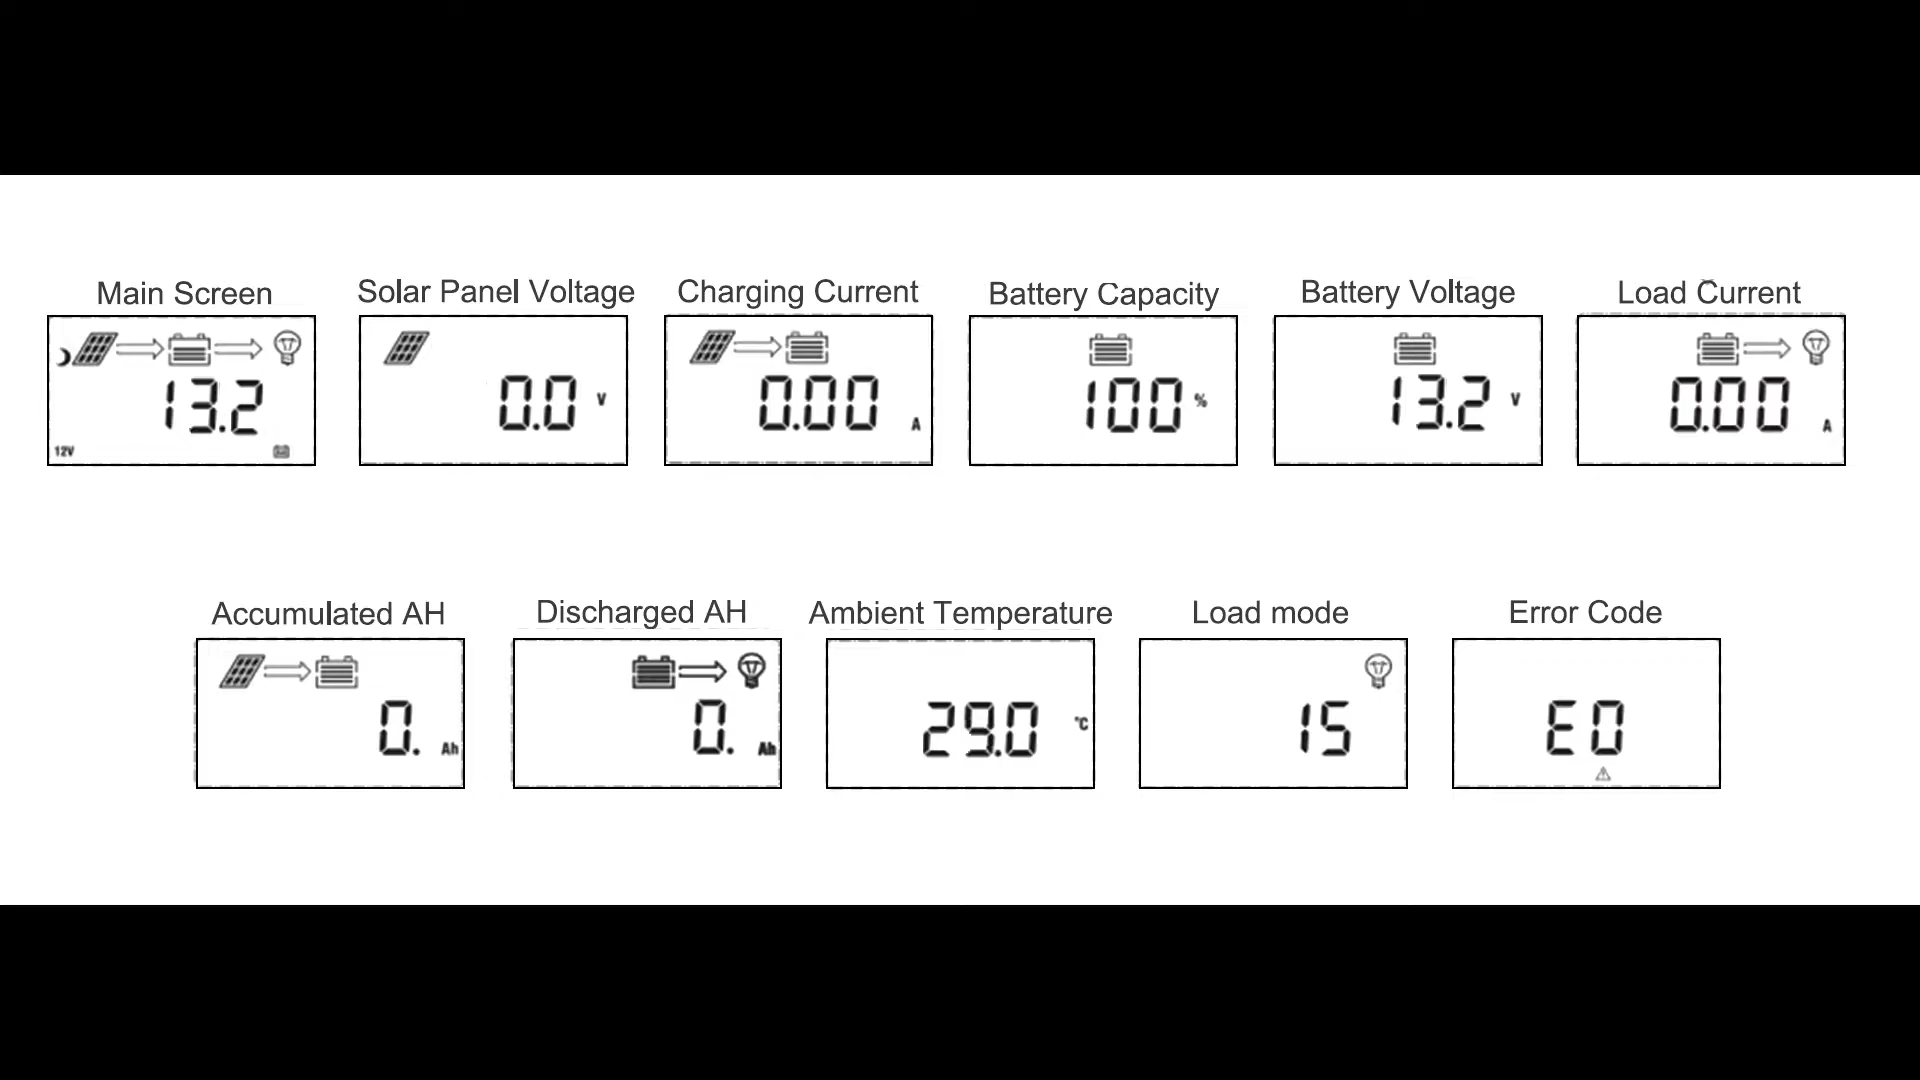 Main Screen
13.2
12V
Solar Panel Voltage
0.0 V
Charging Current
0.00 A
Battery Capacity
100 %
Battery Voltage
13.2 V
Load Current
0.00 A
Accumulated AH
0. Ah
Discharged AH
0. Ah
Ambient Temperature
29.0 °C
Load mode
15
Error Code
E0